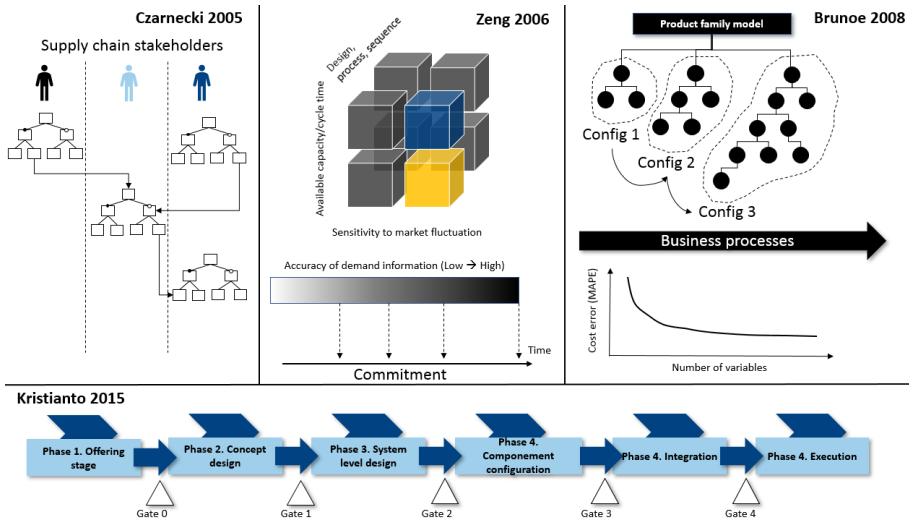 Czarnecki 2005
Supply chain stakeholders
Zeng 2006
Design,
process, sequence
Available capacity/cycle time
Sensitivity to market fluctuation
Accuracy of demand information (Low → High)
Time
Commitment
Brunoe 2008
Product family model
Config 1
Config 2
Config 3
Business processes
Cost error (MAPE)
Number of variables
Kristianto 2015
Phase 1. Offering
stage
Phase 2. Concept
design
Phase 3. System
level design
Phase 4.
Componement
configuration
Phase 4. Integration
Phase 4. Execution
Gate 0
Gate 1
Gate 2
Gate 3
Gate 4